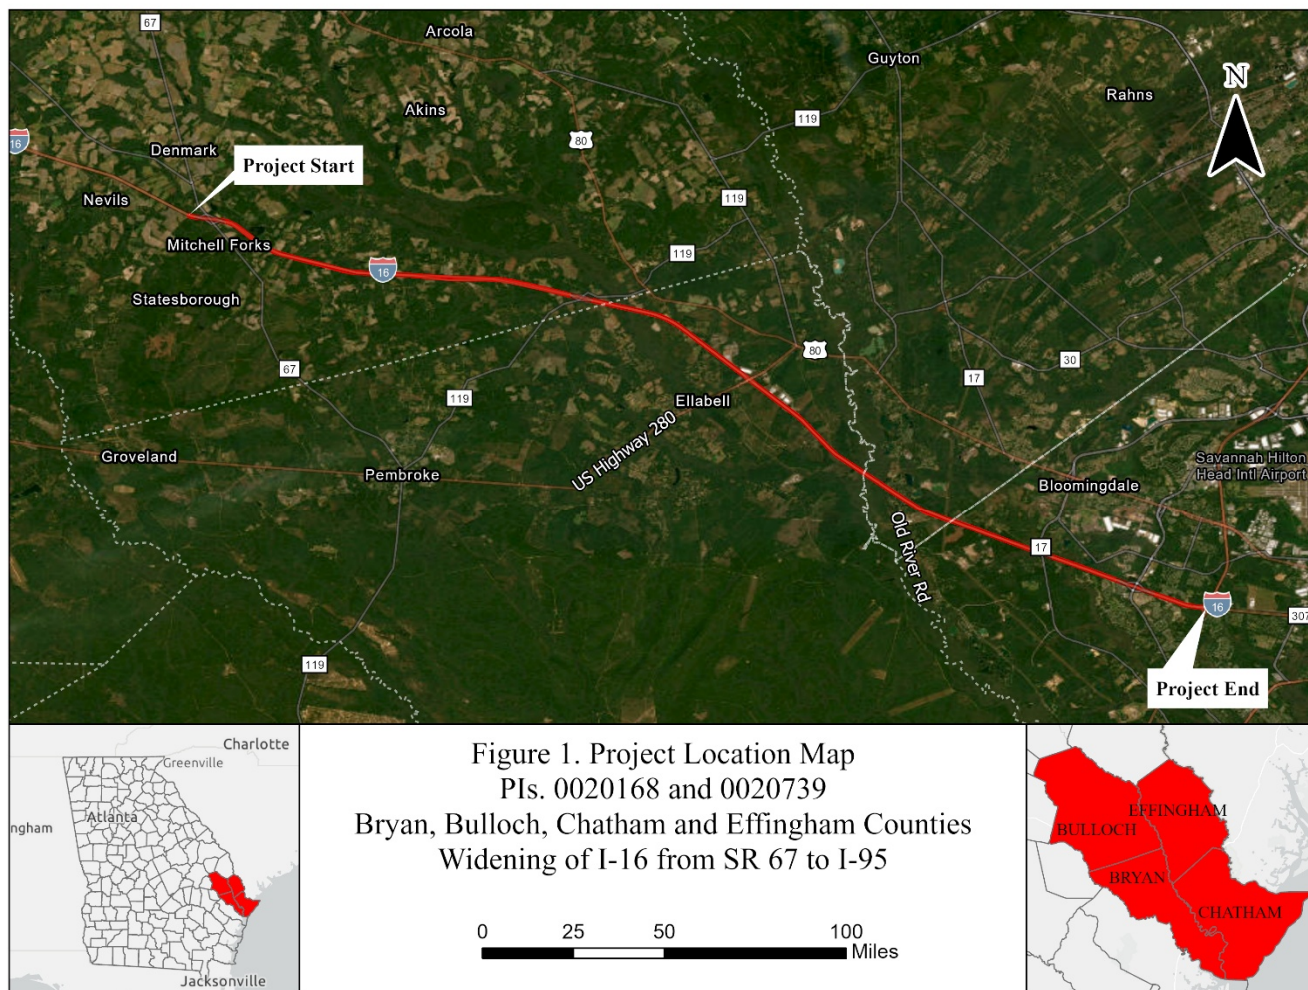 67
Arcola
Guyton
N
Rahns
Akins
119
80
16
Denmark
Project Start
Nevils
119
Mitchell Forks
119
16
Statesborough
80
30
67
17
119
Ellabell
US Highway 280
Groveland
Pembroke
Savannah Hilton
Head Intl Airport
Bloomingdale
Old River Rd
17
16
307
119
Project End
Charlotte
Greenville
Atlanta
ngham
Jacksonville
Figure 1. Project Location Map
PIs. 0020168 and 0020739
Bryan, Bulloch, Chatham and Effingham Counties
Widening of I-16 from SR 67 to I-95
0 25 50 100
Miles
EFFINGHAM
BULLOCH
BRYAN
CHATHAM